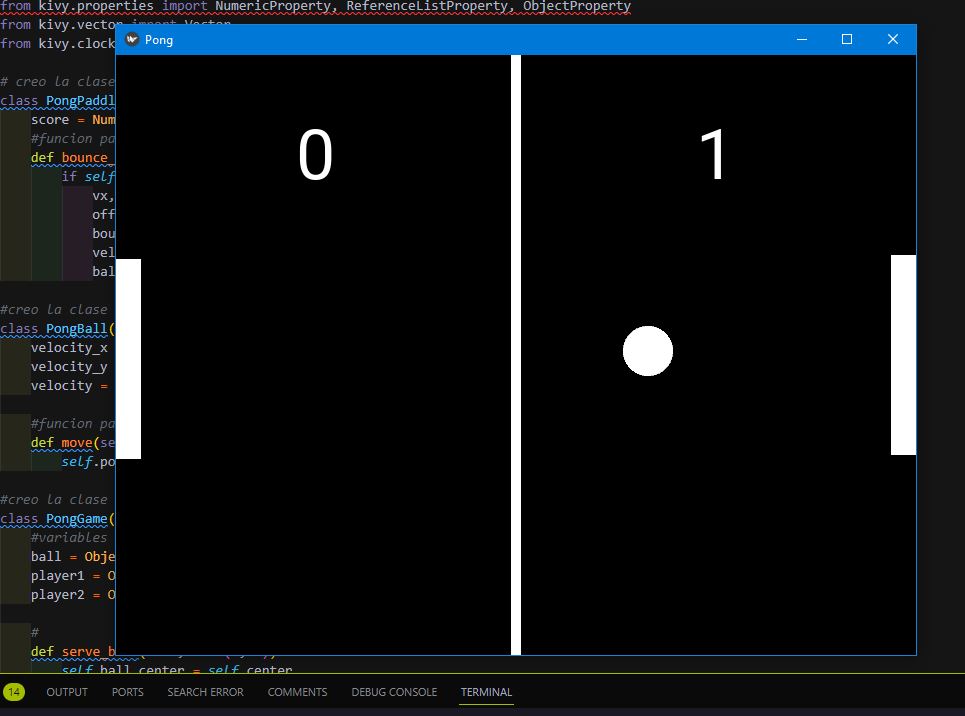 from kivy.properties import NumericProperty, ReferenceListProperty, ObjectProperty
from kivy.vector import Vector
from kivy.clock
Pong
# creo la clase
class PongPaddl
score = Num
#funcion pa
def bounce_
if self
vx,
off
bou
vel
bal
0
1
#creo la clase
class PongBall(
velocity_x
velocity_y
velocity =
#funcion pa
def move(se
self.po
#creo la clase
class PongGame(
#variables
ball = Obje
player1 = O
player2 = O
#
def serve_b
self.ball.center = self.center
14 OUTPUT PORTS SEARCH ERROR COMMENTS DEBUG CONSOLE TERMINAL